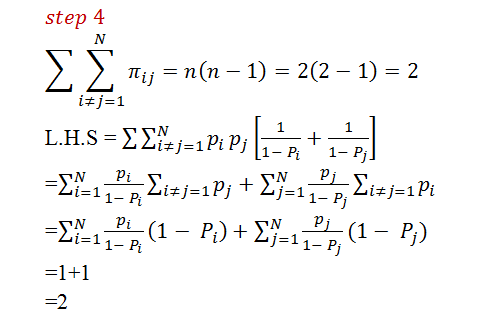 step 4
∑ ∑_{i≠j=1}^{N} π_{ij} = n(n − 1) = 2(2 − 1) = 2
L.H.S = ∑ ∑_{i≠j=1}^{N} p_i p_j [1/(1− P_i) + 1/(1− P_j)]
=∑_{i=1}^{N} p_i/(1− P_i) ∑_{i≠j=1} p_j + ∑_{j=1}^{N} p_j/(1− P_j) ∑_{i≠j=1} p_i
=∑_{i=1}^{N} p_i/(1− P_i) (1 − P_i) + ∑_{j=1}^{N} p_j/(1− P_j) (1 − P_j)
=1+1
=2